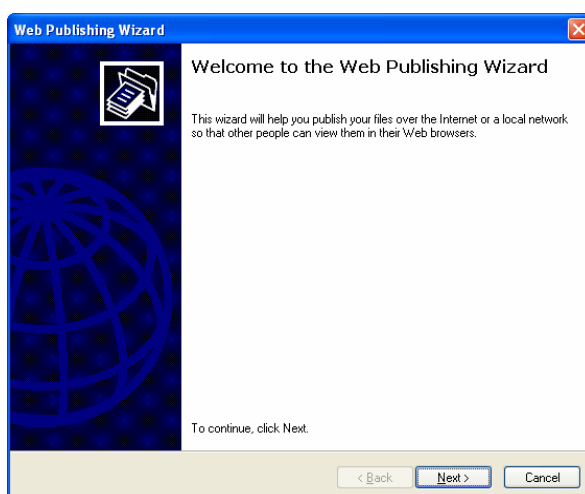 Web Publishing Wizard
Welcome to the Web Publishing Wizard
This wizard will help you publish your files over the Internet or a local network
so that other people can view them in their Web browsers.
To continue, click Next.
< Back
Next >
Cancel